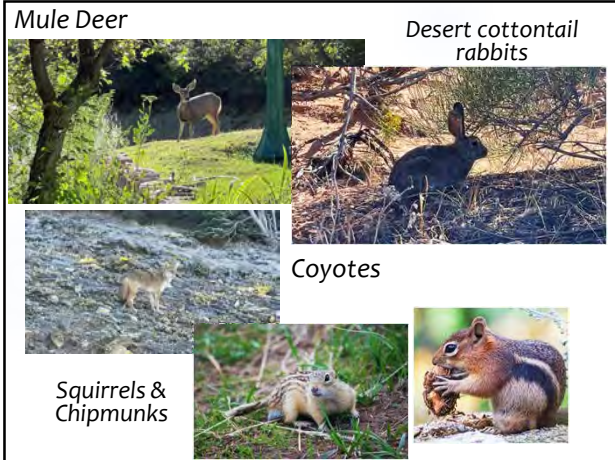 Mule Deer
Desert cottontail
rabbits
Coyotes
Squirrels &
Chipmunks